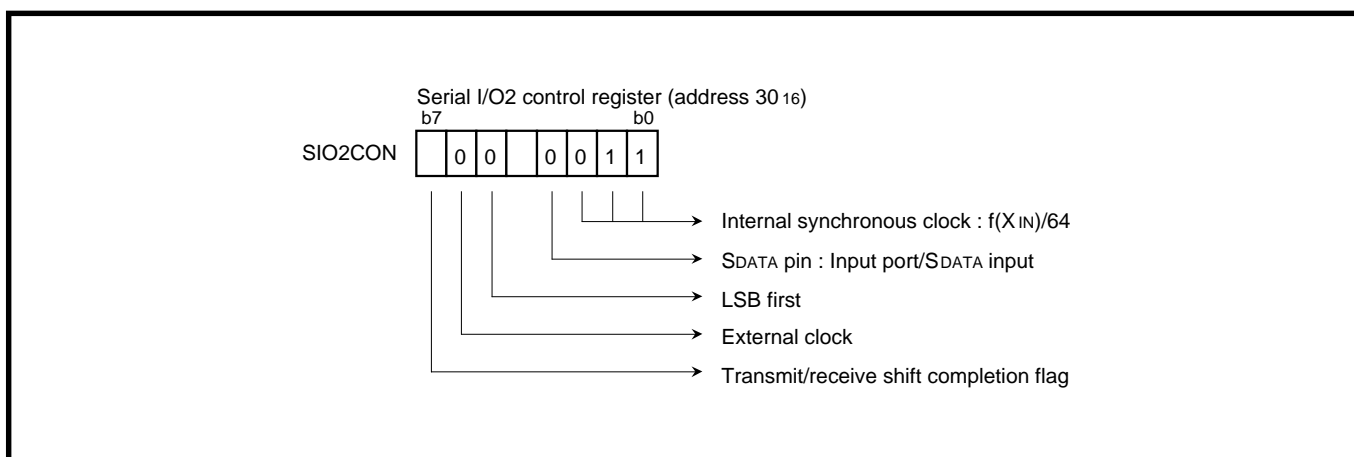 Serial I/O2 control register (address 30 16)
b7 b0
SIO2CON 0 0 0 0 1 1
Internal synchronous clock : f(XIN)/64
SDATA pin : Input port/SDATA input
LSB first
External clock
Transmit/receive shift completion flag